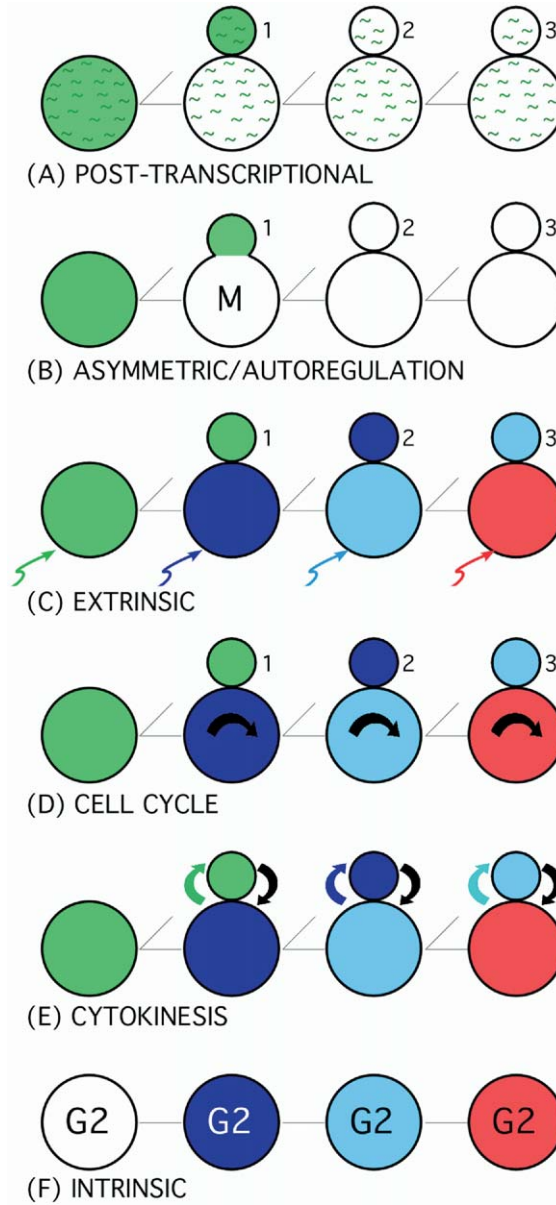 1 2 3
(A) POST-TRANSCRIPTIONAL
1 2 3
M
(B) ASYMMETRIC/AUTOREGULATION
1 2 3
(C) EXTRINSIC
1 2 3
(D) CELL CYCLE
(E) CYTOKINESIS
G2 G2 G2 G2
(F) INTRINSIC